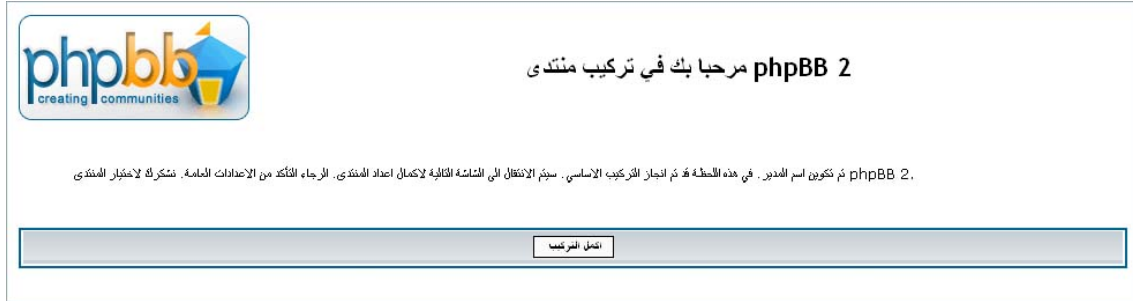 phpbb
creating communities
مرحبا بك في تركيب منتدى phpBB 2
تم تكوين اسم المدير. في هذه اللحظة قد تم انجاز التركيب الاساسي. سيتم الانتقال الى الشاشة التالية لاكمال اعداد المنتدى. الرجاء التأكد من الاعدادات العامة. نشكرك لاختيار المنتدى phpBB 2.
اكمل التركيب